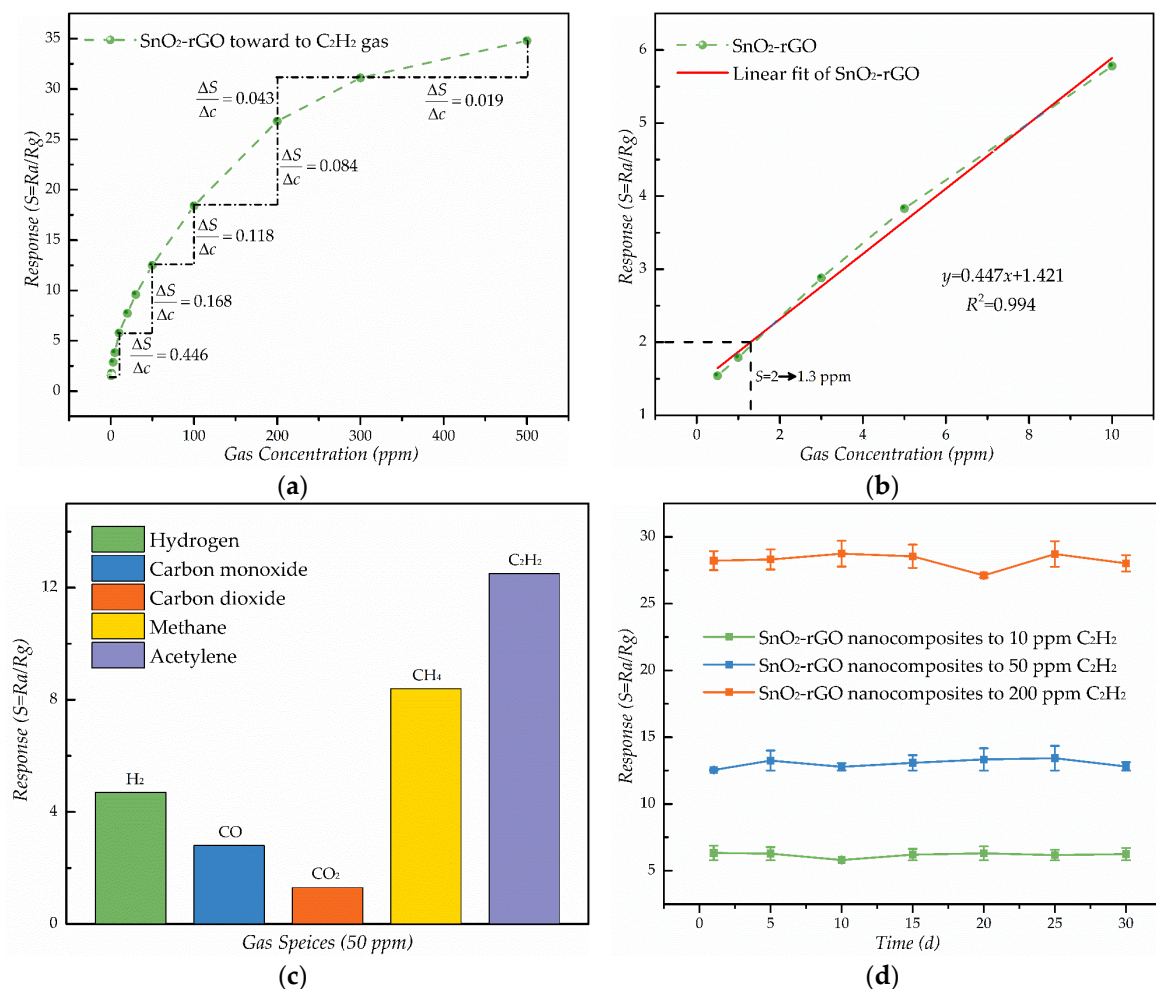 SnO2-rGO toward to C2H2 gas
ΔS/Δc=0.043
ΔS/Δc=0.019
ΔS/Δc=0.084
ΔS/Δc=0.118
ΔS/Δc=0.168
ΔS/Δc=0.446
35
30
25
20
15
10
5
0
Response (S=Ra/Rg)
0 100 200 300 400 500
Gas Concentration (ppm)
(a)
SnO2-rGO
Linear fit of SnO2-rGO
y=0.447x+1.421
R2=0.994
S=2→1.3 ppm
6
5
4
3
2
1
Response (S=Ra/Rg)
0 2 4 6 8 10
Gas Concentration (ppm)
(b)
Hydrogen
Carbon monoxide
Carbon dioxide
Methane
Acetylene
H2
CO
CO2
CH4
C2H2
12
8
4
0
Response (S=Ra/Rg)
Gas Speices (50 ppm)
(c)
SnO2-rGO nanocomposites to 10 ppm C2H2
SnO2-rGO nanocomposites to 50 ppm C2H2
SnO2-rGO nanocomposites to 200 ppm C2H2
30
25
20
15
10
5
Response (S=Ra/Rg)
0 5 10 15 20 25 30
Time (d)
(d)